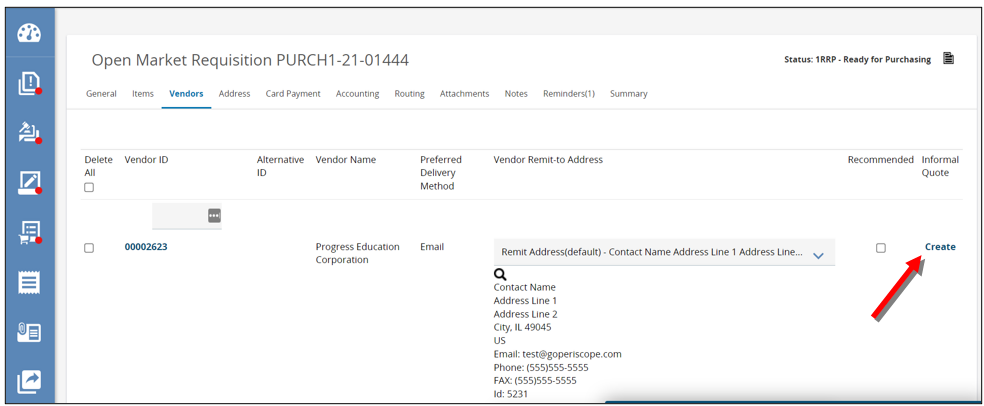 Open Market Requisition PURCH1-21-01444
Status: 1RRP - Ready for Purchasing
General Items Vendors Address Card Payment Accounting Routing Attachments Notes Reminders(1) Summary
Delete All Vendor ID Alternative ID Vendor Name Preferred Delivery Method Vendor Remit-to Address Recommended Informal Quote
00002623 Progress Education Corporation Email Remit Address(default) - Contact Name Address Line 1 Address Line... Create
Contact Name
Address Line 1
Address Line 2
City, IL 49045
US
Email: test@goperiscope.com
Phone: (555)555-5555
FAX: (555)555-5555
Id: 5231